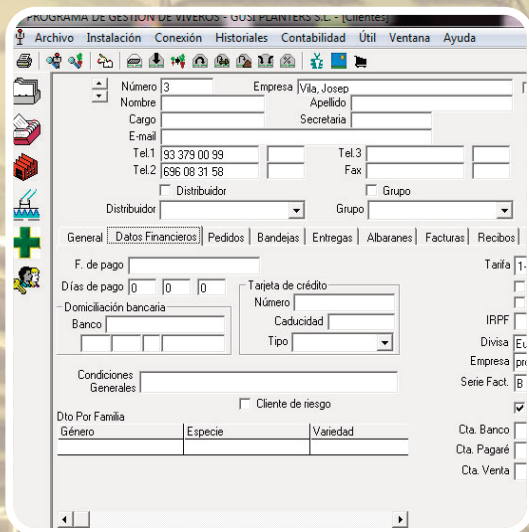 PROGRAMA DE GESTION DE VIVEROS - GUSI PLANTERS S.L. - [Clientes]
Archivo Instalación Conexión Historiales Contabilidad Útil Ventana Ayuda
Número 3 Empresa Vila, Josep
Nombre Apellido
Cargo Secretaria
E-mail
Tel.1 93 379 00 99 Tel.3
Tel.2 696 08 31 58 Fax
Distribuidor Grupo
Distribuidor Grupo
General Datos Financieros Pedidos Bandejas Entregas Albaranes Facturas Recibos
F. de pago Tarifa 1-
Días de pago 0 0 0 Tarjeta de crédito
Número
Domiciliación bancaria
Banco Caducidad IRPF
Tipo Divisa Eu
Empresa pro
Condiciones Generales Serie Fact. B
Cliente de riesgo
Dto Por Familia
Género Especie Variedad Cta. Banco
Cta. Pagaré
Cta. Venta